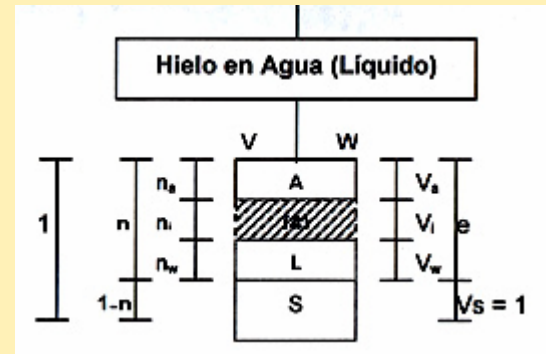 Hielo en Agua (Líquido)
V W
1 n nₐ A Vₐ e
nᵢ Vᵢ
n_w L V_w
1-n S Vs = 1